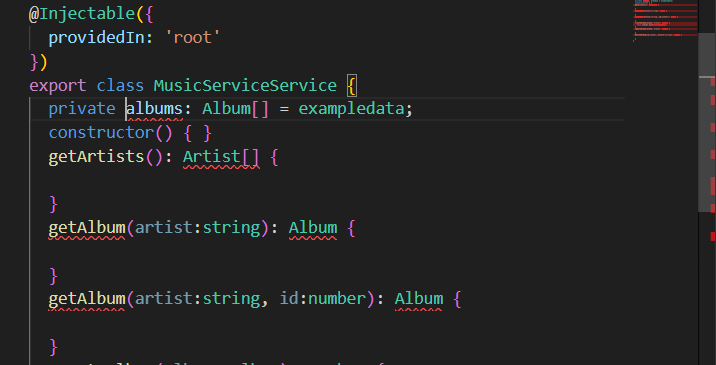 @Injectable({
providedIn: 'root'
})
export class MusicServiceService {
private albums: Album[] = exampledata;
constructor() { }
getArtists(): Artist[] {
}
getAlbum(artist:string): Album {
}
getAlbum(artist:string, id:number): Album {
}